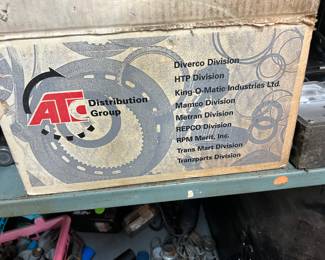 ATC
Distribution
Group
Diverco Division
HTP Division
King-O-Matic Industries Ltd.
Mamco Division
Metran Division
REPCO Division
RPM Merit, Inc.
Trans Mart Division
Transparts Division